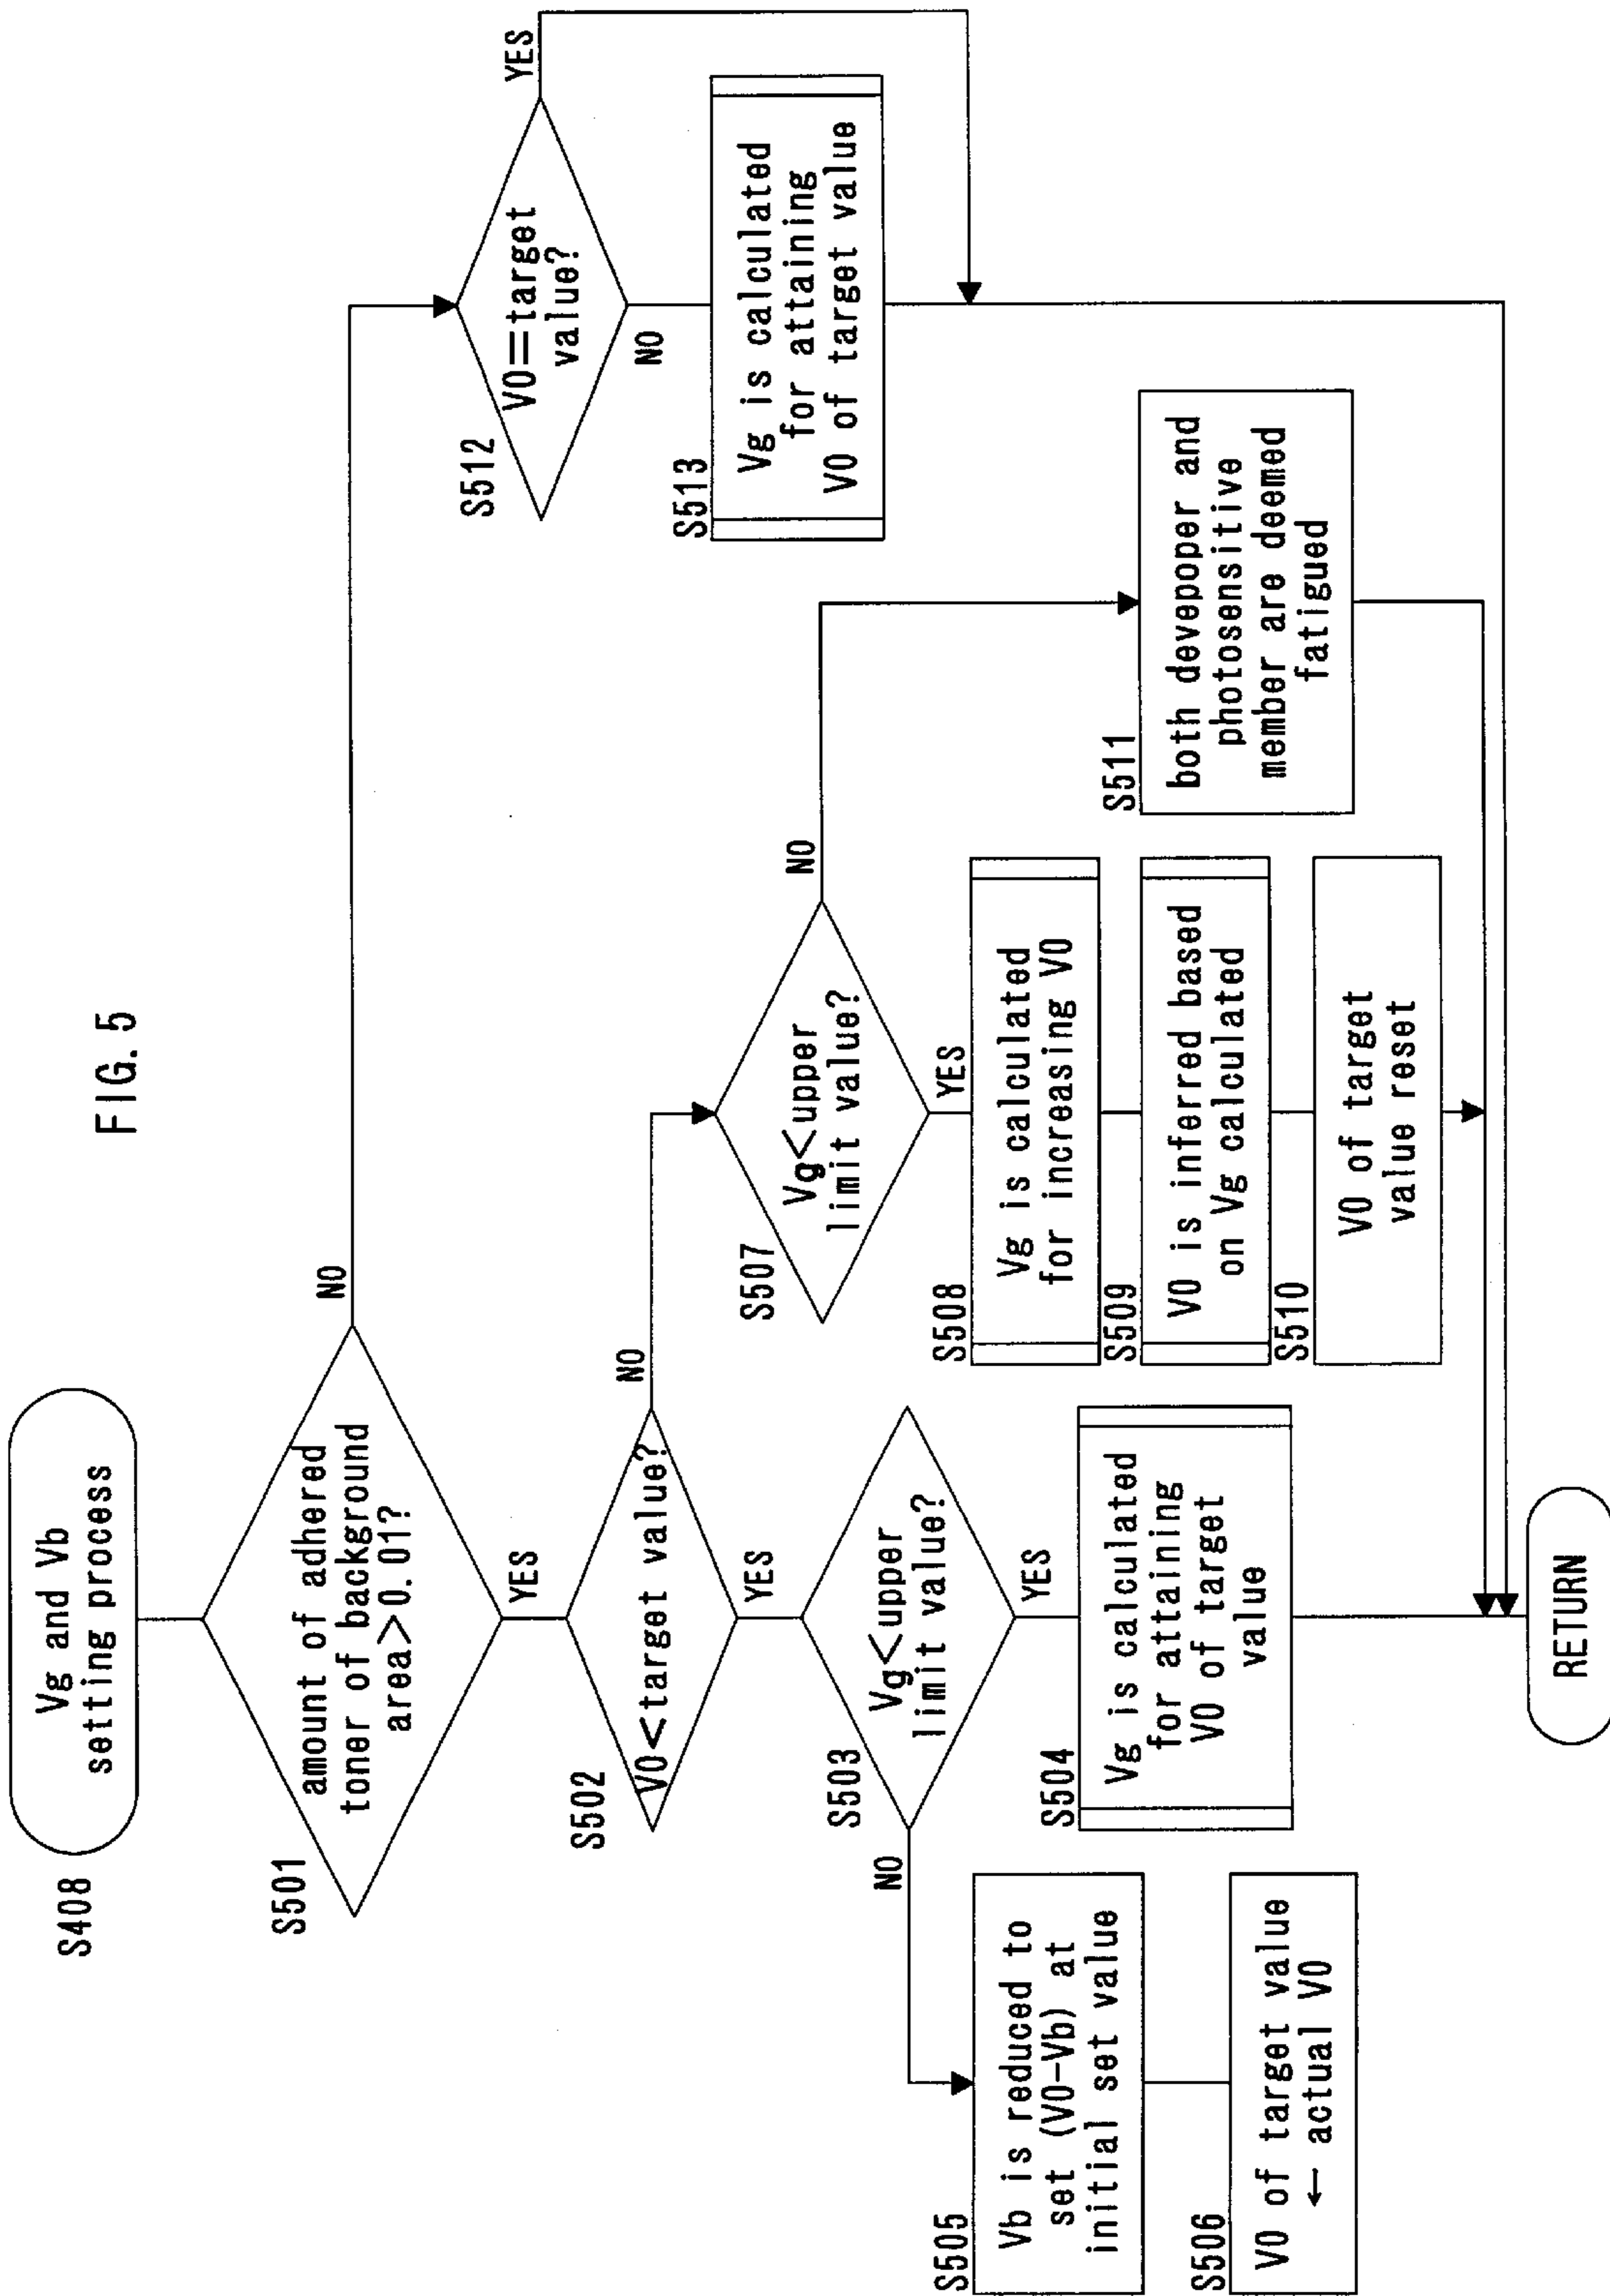 FIG. 5
S408
Vg and Vb
setting process
S501
amount of adhered
toner of background
area>0.01?
NO
YES
S502
V0<target value?
NO
YES
S503
Vg<upper
limit value?
NO
YES
S504
Vg is calculated
for attaining
V0 of target
value
S505
Vb is reduced to
set (V0-Vb) at
initial set value
S506
V0 of target value
← actual V0
S507
Vg<upper
limit value?
NO
YES
S508
Vg is calculated
for increasing V0
S509
V0 is inferred based
on Vg calculated
S510
V0 of target
value reset
S511
both devepoper and
photosensitive
member are deemed
fatigued
S512
V0=target
value?
YES
NO
S513
Vg is calculated
for attaining
V0 of target value
RETURN